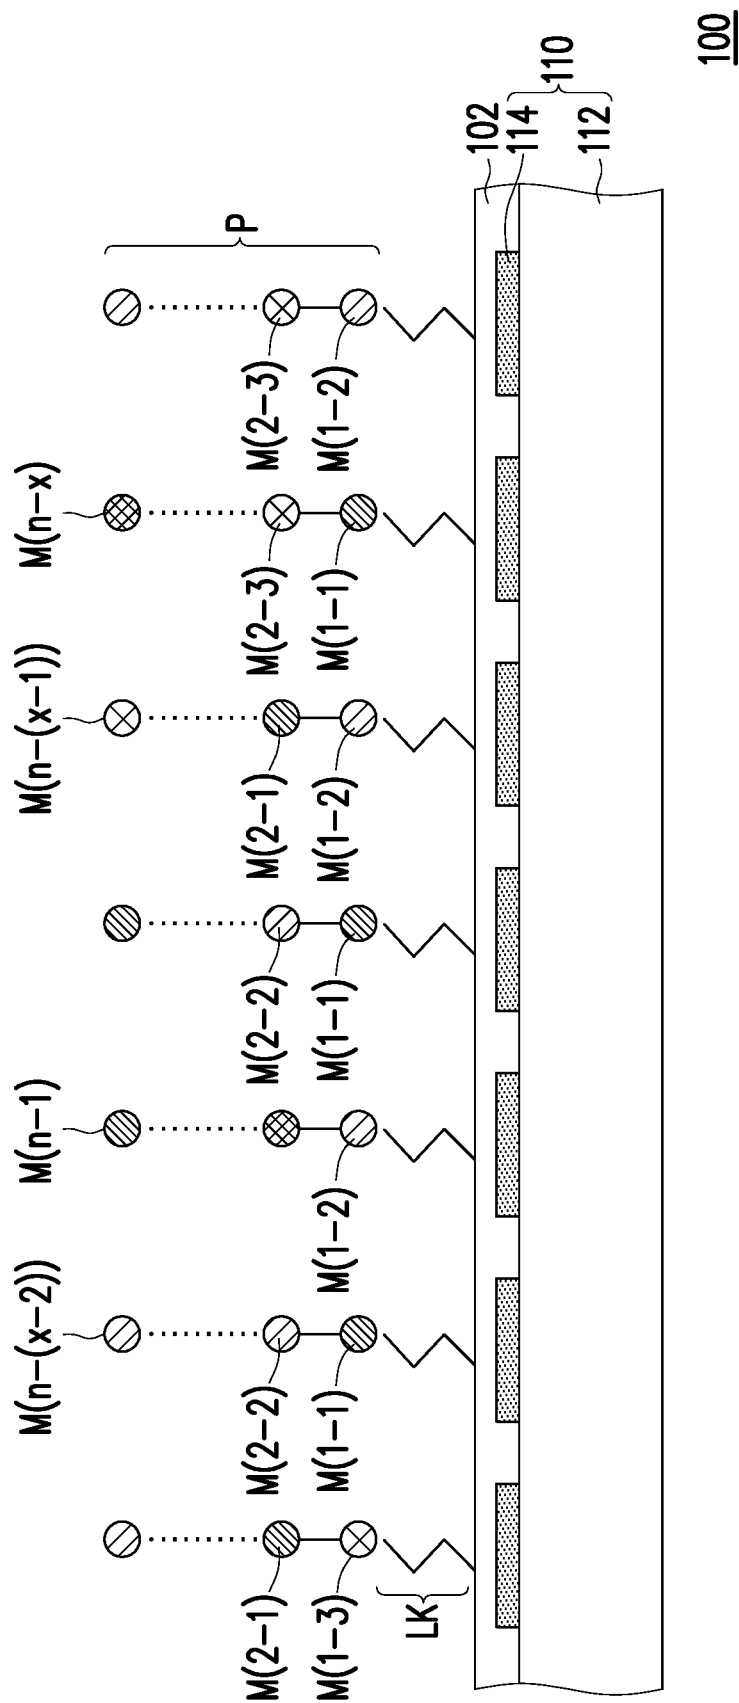 100
M(n-(x-2))
M(n-1)
M(n-(x-1))
M(n-x)
P
M(2-1)
M(2-2)
M(2-2)
M(2-1)
M(2-3)
M(2-3)
M(1-3)
M(1-1)
M(1-2)
M(1-1)
M(1-2)
M(1-1)
M(1-2)
LK
102
114
110
112